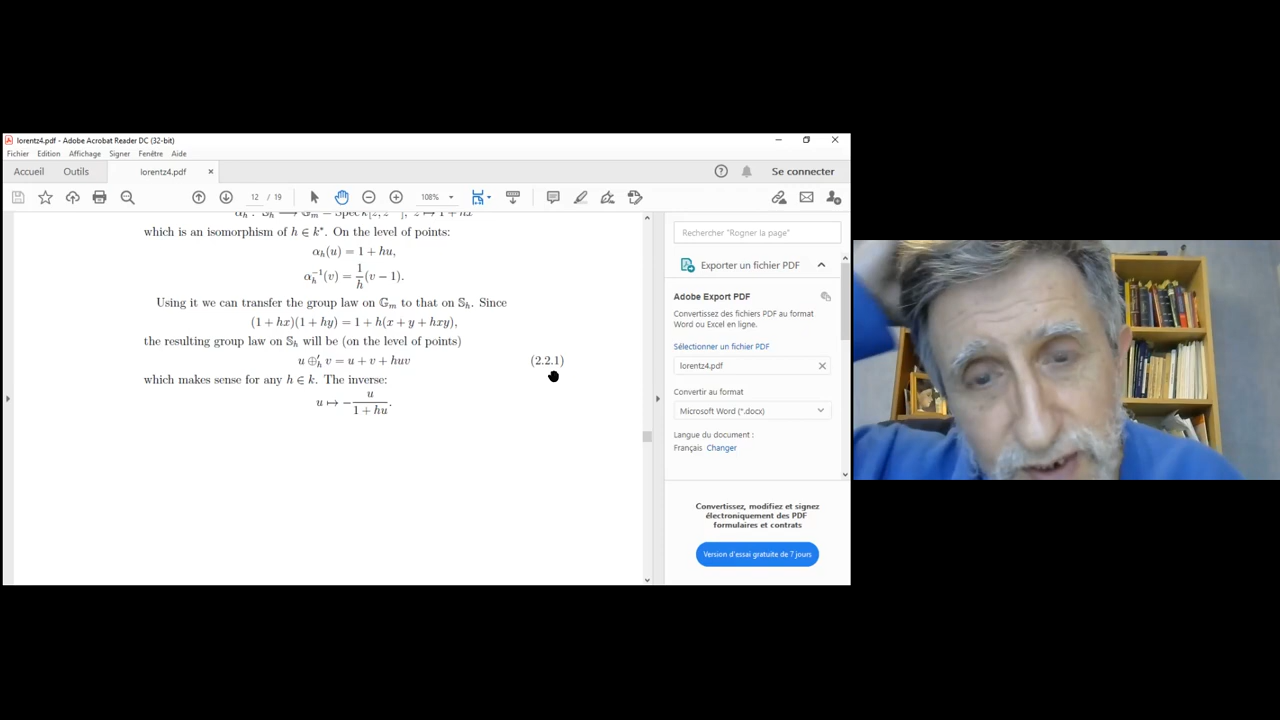 lorentz4.pdf - Adobe Acrobat Reader DC (32-bit)
Fichier Edition Affichage Signer Fenêtre Aide
Accueil Outils lorentz4.pdf × ? Se connecter
12 / 19 108%
which is an isomorphism of h ∈ k*. On the level of points:
αₕ(u) = 1 + hu,
αₕ⁻¹(v) = 1/h (v − 1).
Using it we can transfer the group law on 𝔾ₘ to that on 𝕊ₕ. Since
(1 + hx)(1 + hy) = 1 + h(x + y + hxy),
the resulting group law on 𝕊ₕ will be (on the level of points)
u ⊕′ₕ v = u + v + huv (2.2.1)
which makes sense for any h ∈ k. The inverse:
u ↦ − u/(1 + hu).
Rechercher "Rogner la page"
Exporter un fichier PDF
Adobe Export PDF
Convertissez des fichiers PDF au format
Word ou Excel en ligne.
Sélectionner un fichier PDF
lorentz4.pdf ×
Convertir au format
Microsoft Word (*.docx)
Langue du document :
Français Changer
Convertissez, modifiez et signez
électroniquement des PDF
formulaires et contrats
Version d'essai gratuite de 7 jours